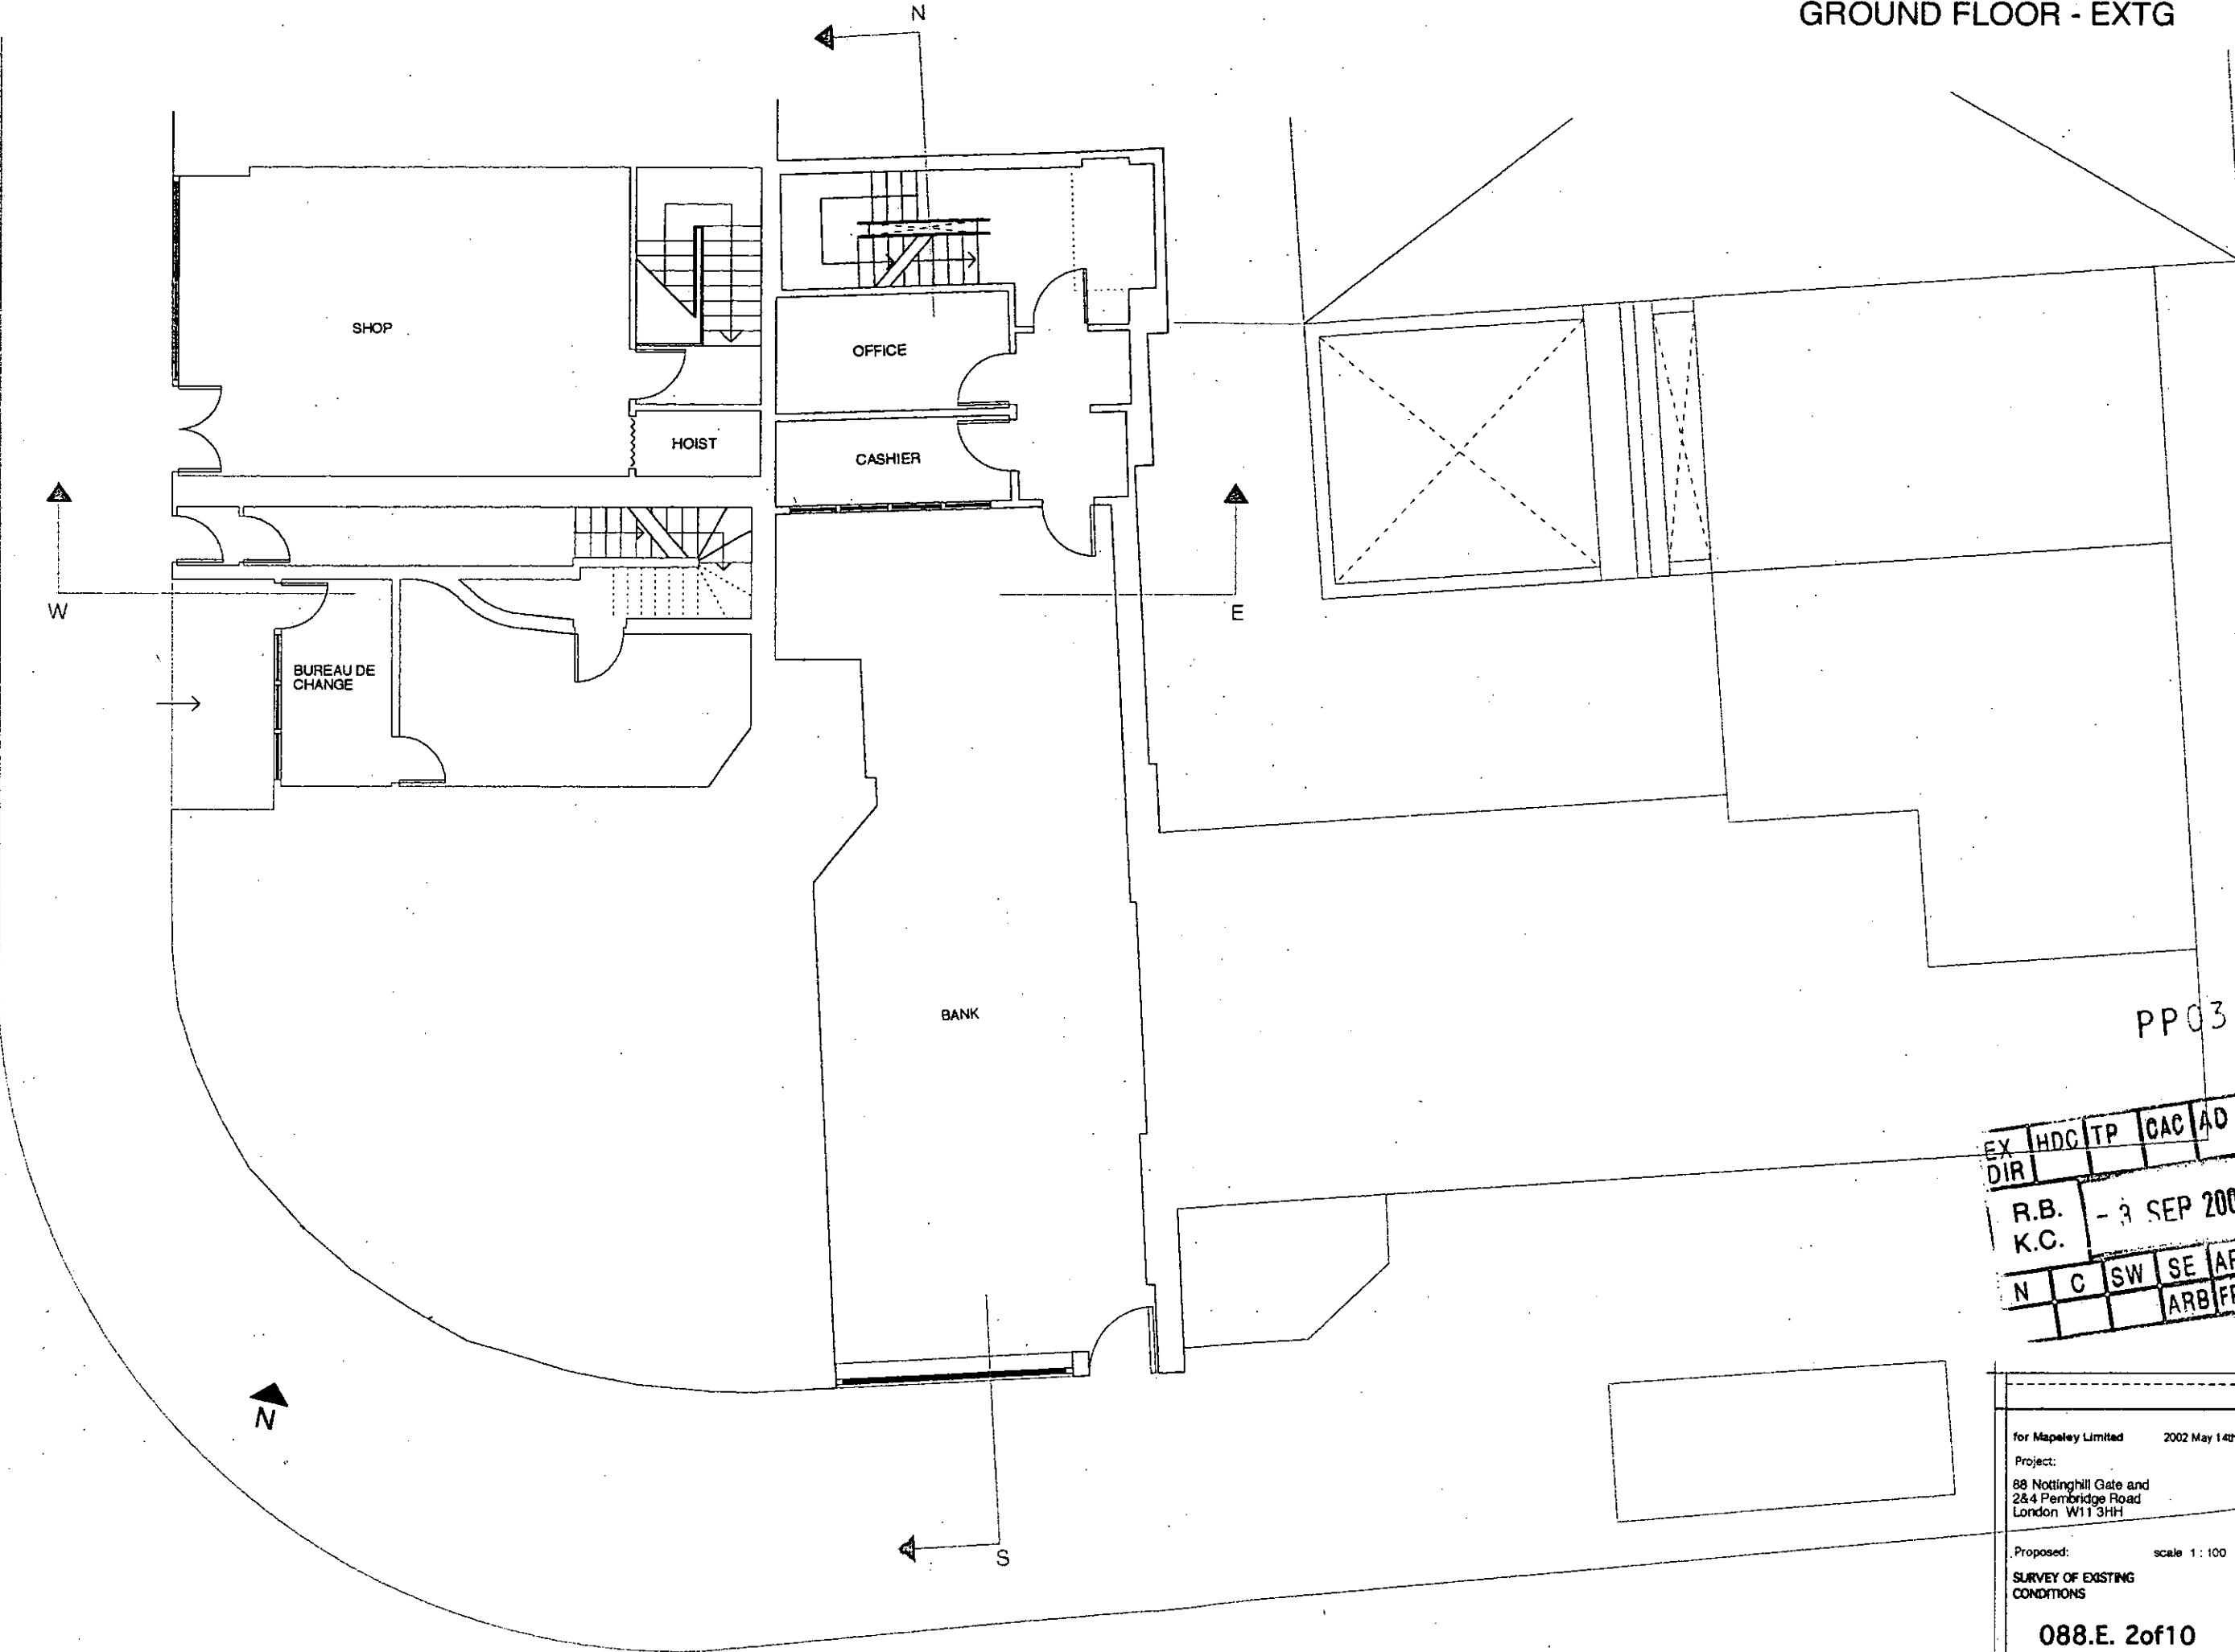 GROUND FLOOR - EXTG
N
SHOP
OFFICE
HOIST
CASHIER
W
E
BUREAU DE
CHANGE
BANK
PP03
EX
DIR
HDC
TP
CAC
AD
R.B.
K.C.
- 3 SEP 200
N
C
SW
SE
ARB
N
S
for Mapeley Limited 2002 May 14th
Project:
88 Nottinghill Gate and
2&4 Pembridge Road
London W11 3HH
Proposed: scale 1 : 100
SURVEY OF EXISTING
CONDITIONS
088.E. 2of10